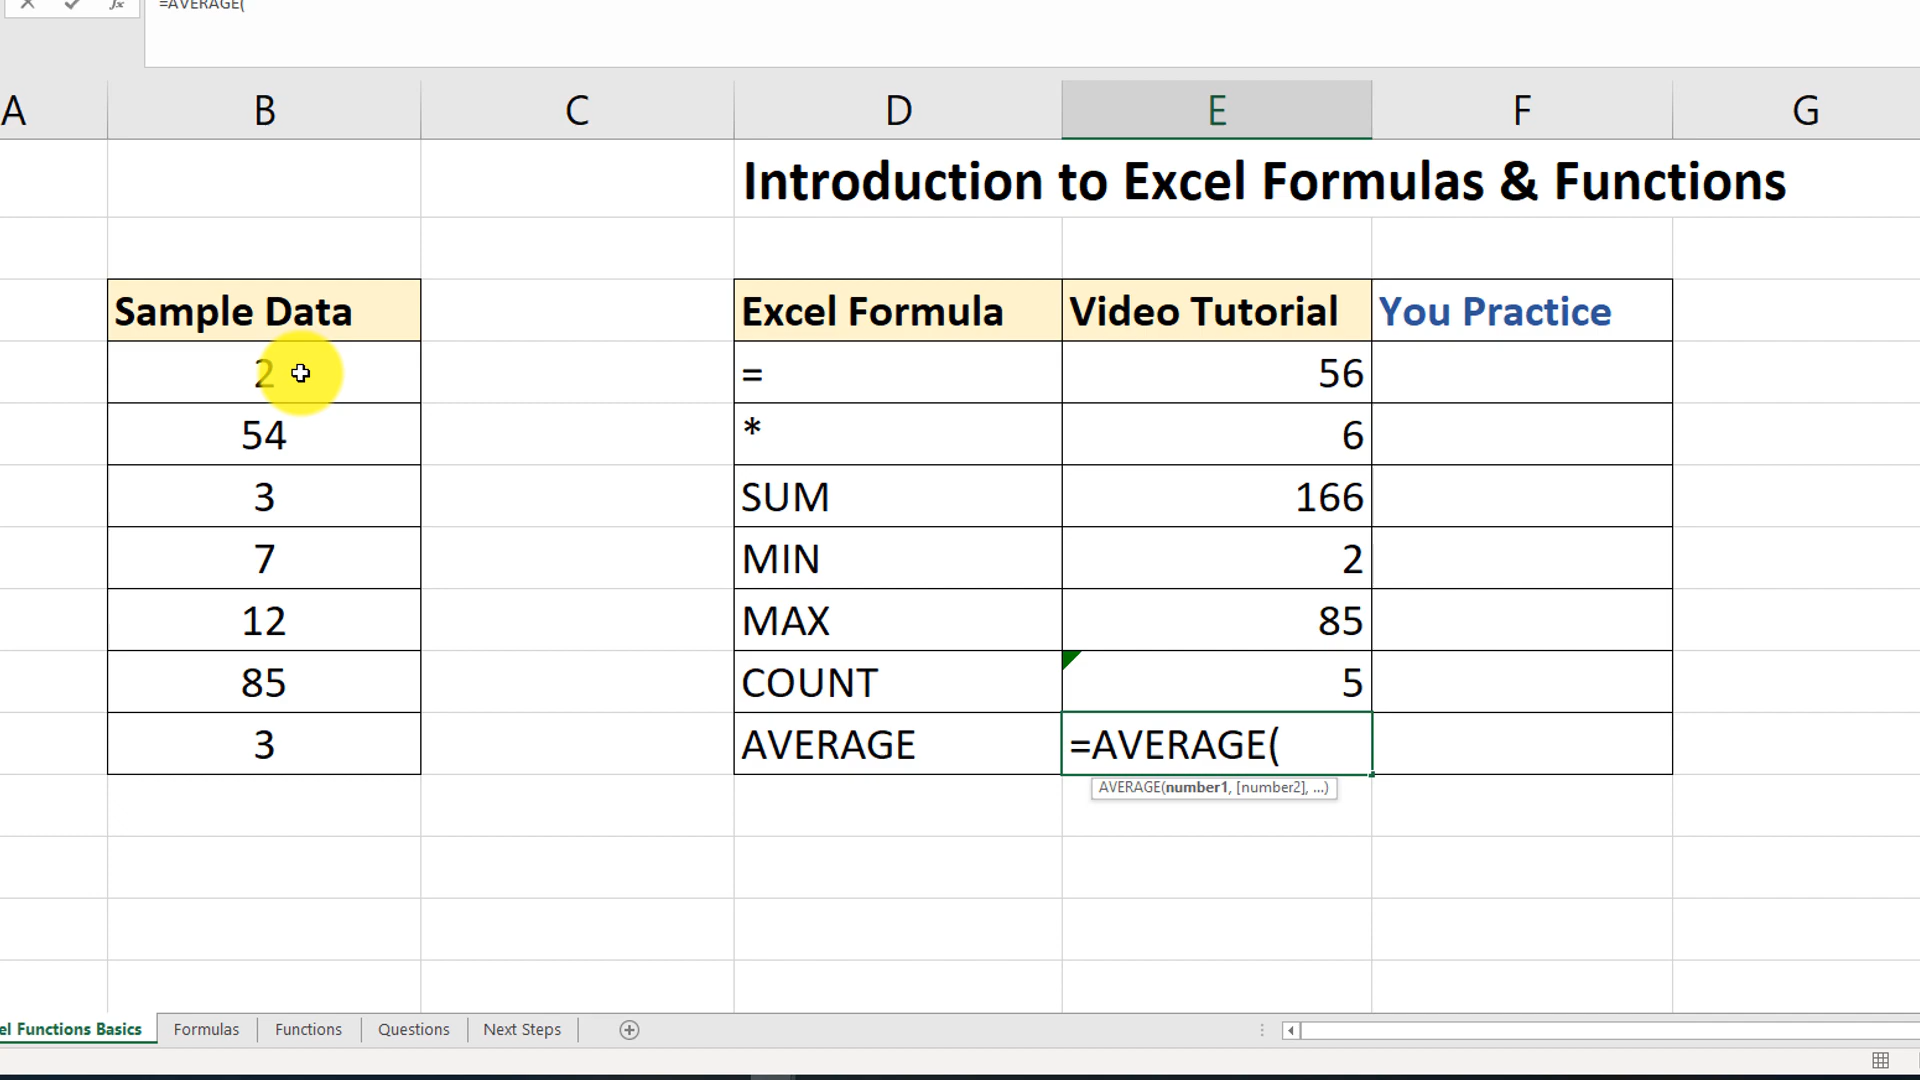 =AVERAGE(
A B C D E F G
Introduction to Excel Formulas & Functions
Sample Data Excel Formula Video Tutorial You Practice
2 = 56
54 * 6
3 SUM 166
7 MIN 2
12 MAX 85
85 COUNT 5
3 AVERAGE =AVERAGE(
AVERAGE(number1, [number2], ...)
el Functions Basics Formulas Functions Questions Next Steps